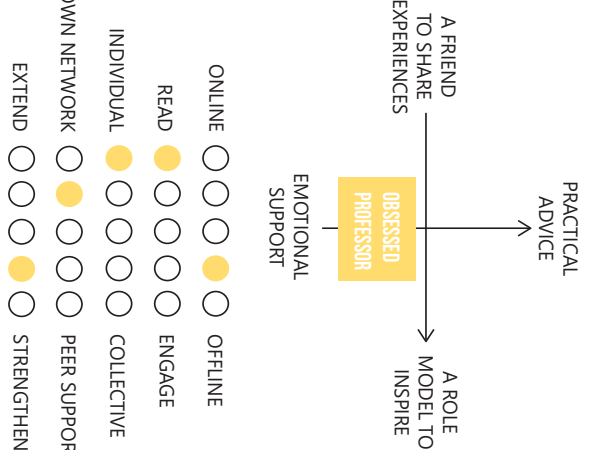 PRACTICAL
ADVICE
A FRIEND
TO SHARE
EXPERIENCES
OBSESSED
PROFESSOR
A ROLE
MODEL TO
INSPIRE
EMOTIONAL
SUPPORT
ONLINE
OFFLINE
READ
ENGAGE
INDIVIDUAL
COLLECTIVE
OWN NETWORK
PEER SUPPOR
EXTEND
STRENGTHEN